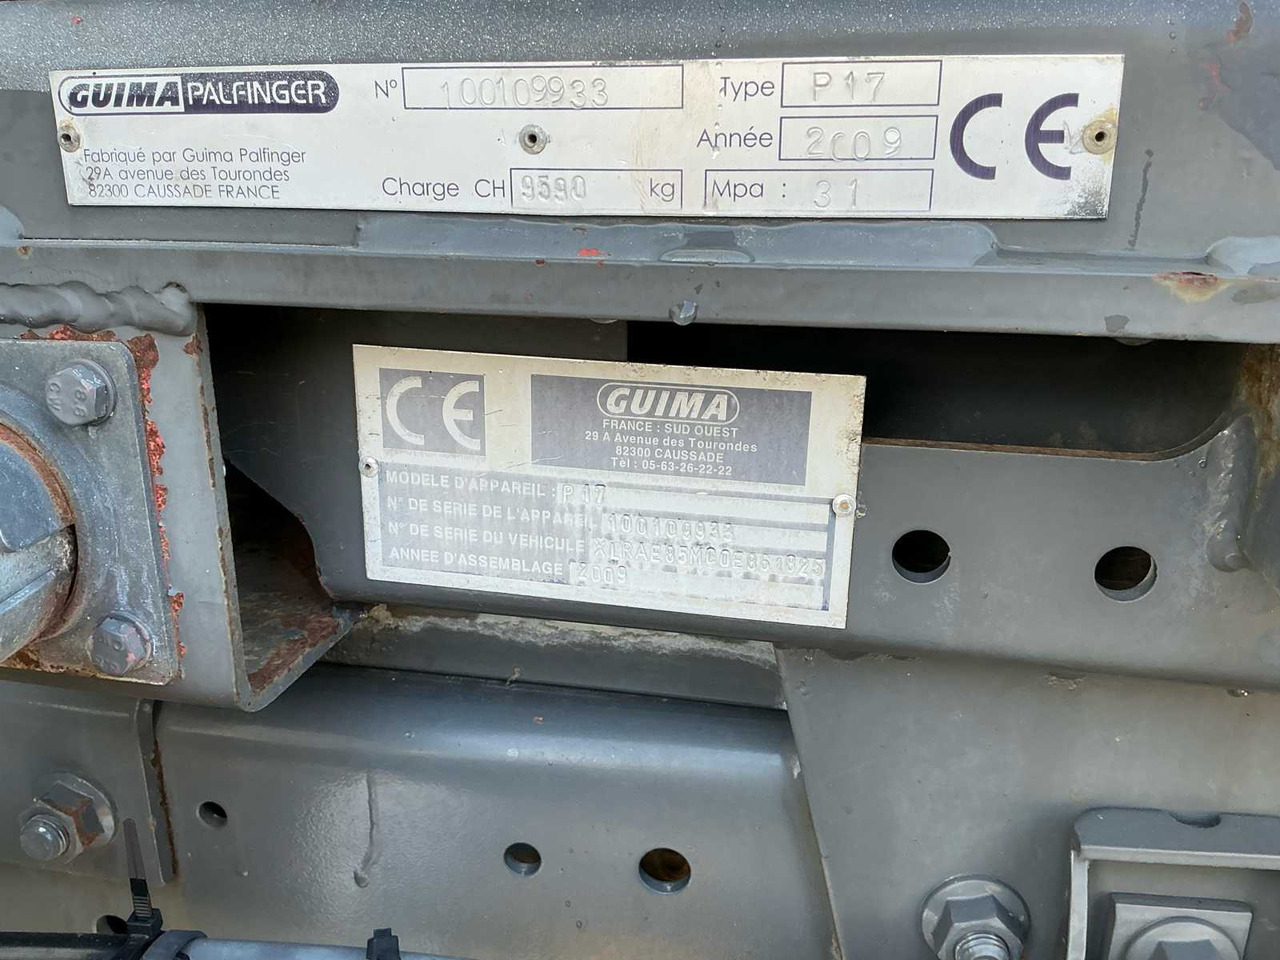 GUIMA PALFINGER
N° 100109933
Type P17
Année 2009
Fabriqué par Guima Palfinger
29A avenue des Tourondes
82300 CAUSSADE FRANCE
Charge CH 9590 kg
Mpa : 31
CE
CE
GUIMA
FRANCE : SUD OUEST
29 A Avenue des Tourondes
82300 CAUSSADE
Tél : 05-63-26-22-22
MODELE D'APPAREIL : P 17
N° DE SERIE DE L'APPAREIL 100109933
N° DE SERIE DU VEHICULE XLRAE85MC0E851825
ANNEE D'ASSEMBLAGE 2009
8.8